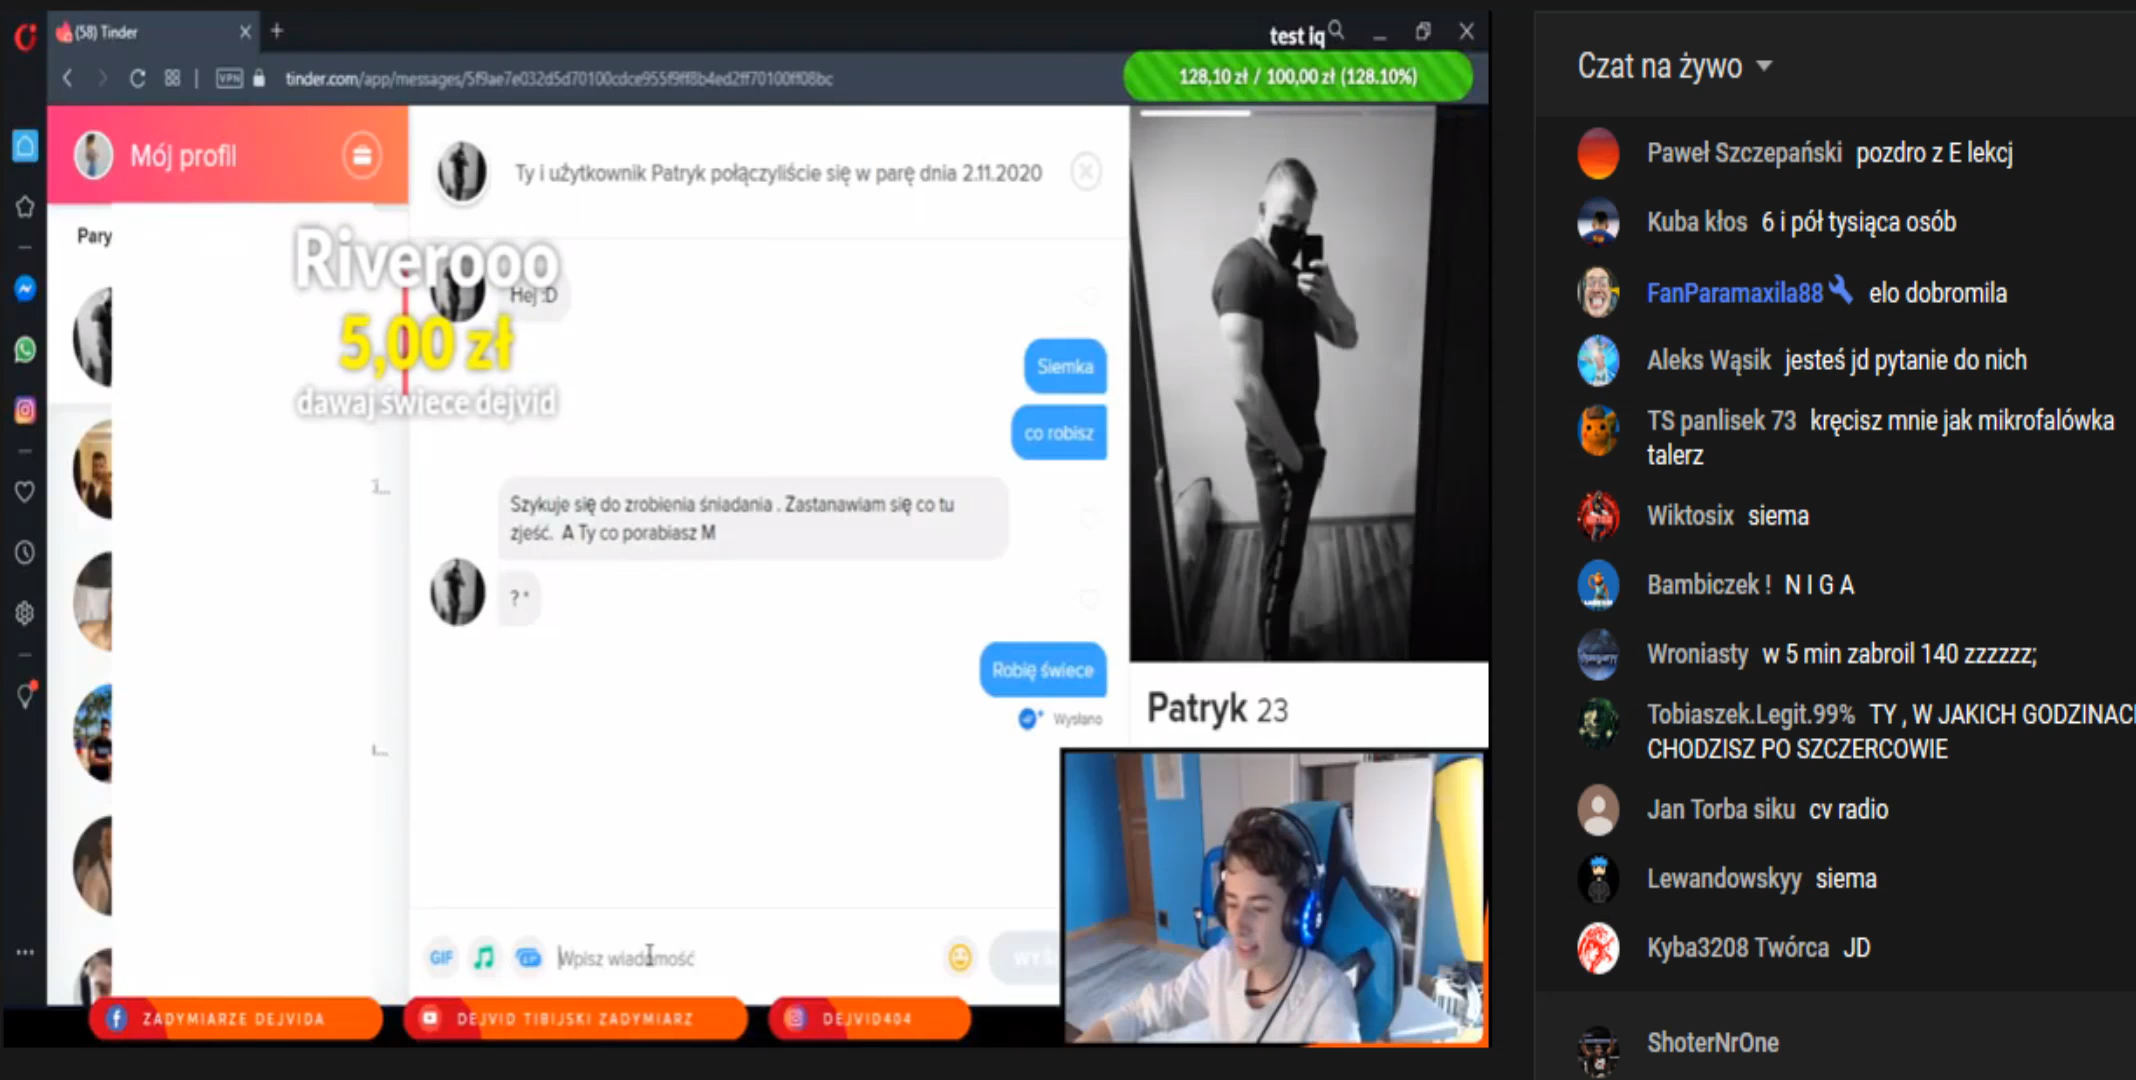 (58) Tinder
test iq
tinder.com/app/messages/5f9ae7e032d5d70100cdce955f9ff8b4ed2ff70100ff08bc
VPN
128,10 zł / 100,00 zł (128.10%)
Mój profil
Pary
Ty i użytkownik Patryk połączyliście się w parę dnia 2.11.2020
Riverooo
5,00 zł
dawaj świece dejvid
Hej :D
Siemka
co robisz
Szykuje się do zrobienia śniadania . Zastanawiam się co tu
zjeść. A Ty co porabiasz M
? *
Robię świece
Wysłano
Patryk 23
GIF
Wpisz wiadomość
ZADYMIARZE DEJVIDA
DEJVID TIBIJSKI ZADYMIARZ
DEJVID404
Czat na żywo
Paweł Szczepański pozdro z E lekcj
Kuba kłos 6 i pół tysiąca osób
FanParamaxila88 elo dobromila
Aleks Wąsik jesteś jd pytanie do nich
TS panlisek 73 kręcisz mnie jak mikrofalówka
talerz
Wiktosix siema
Bambiczek ! N I G A
Wroniasty w 5 min zabroil 140 zzzzzz;
Tobiaszek.Legit.99% TY , W JAKICH GODZINACH
CHODZISZ PO SZCZERCOWIE
Jan Torba siku cv radio
Lewandowskyy siema
Kyba3208 Twórca JD
ShoterNrOne